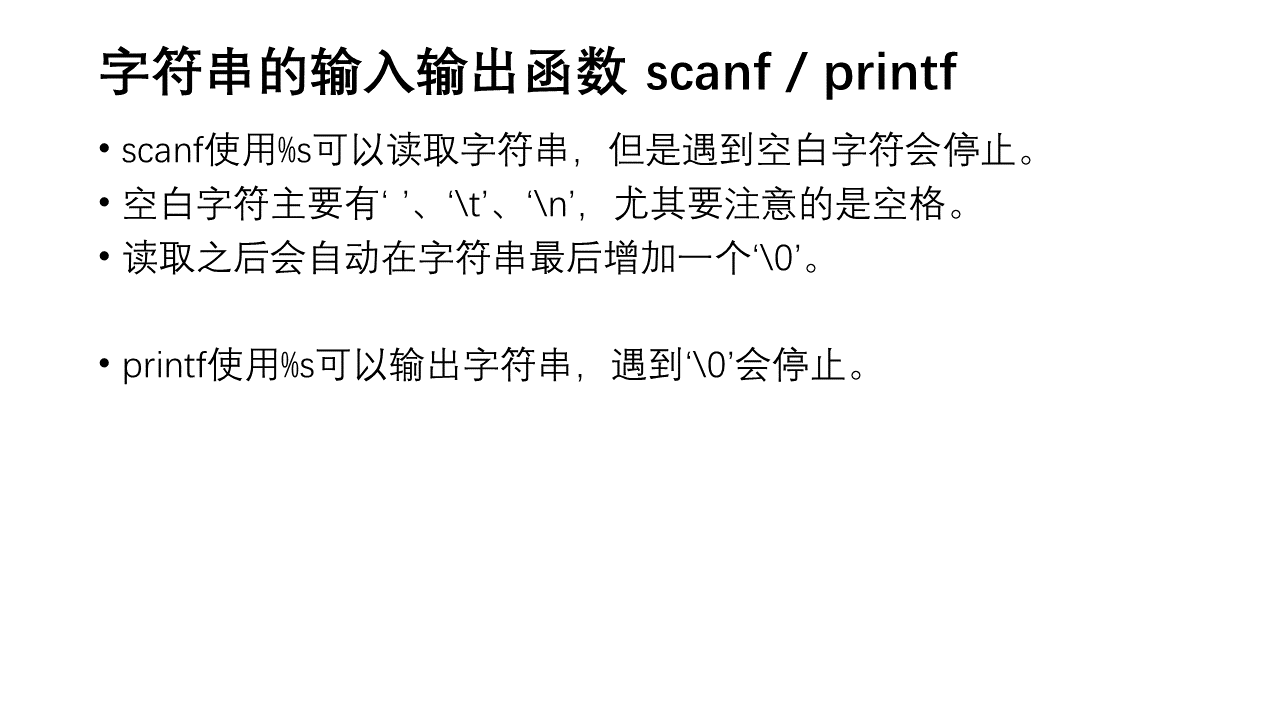 字符串的输入输出函数 scanf / printf
• scanf使用%s可以读取字符串，但是遇到空白字符会停止。
• 空白字符主要有‘ ’、‘\t’、‘\n’，尤其要注意的是空格。
• 读取之后会自动在字符串最后增加一个‘\0’。
• printf使用%s可以输出字符串，遇到‘\0’会停止。